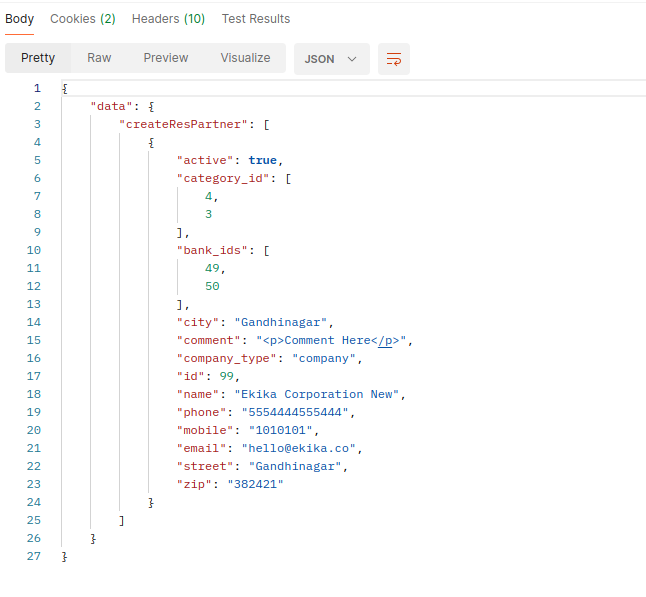 Body Cookies (2) Headers (10) Test Results
Pretty Raw Preview Visualize JSON
1 {
2 "data": {
3 "createResPartner": [
4 {
5 "active": true,
6 "category_id": [
7 4,
8 3
9 ],
10 "bank_ids": [
11 49,
12 50
13 ],
14 "city": "Gandhinagar",
15 "comment": "<p>Comment Here</p>",
16 "company_type": "company",
17 "id": 99,
18 "name": "Ekika Corporation New",
19 "phone": "5554444555444",
20 "mobile": "1010101",
21 "email": "hello@ekika.co",
22 "street": "Gandhinagar",
23 "zip": "382421"
24 }
25 ]
26 }
27 }